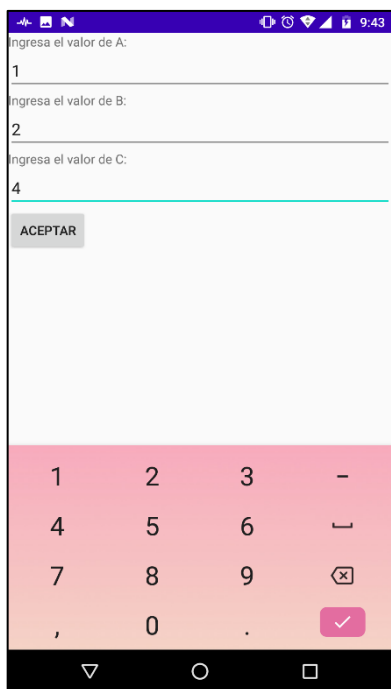 9:43
Ingresa el valor de A:
1
Ingresa el valor de B:
2
Ingresa el valor de C:
4
ACEPTAR
1 2 3 -
4 5 6
7 8 9
, 0 .